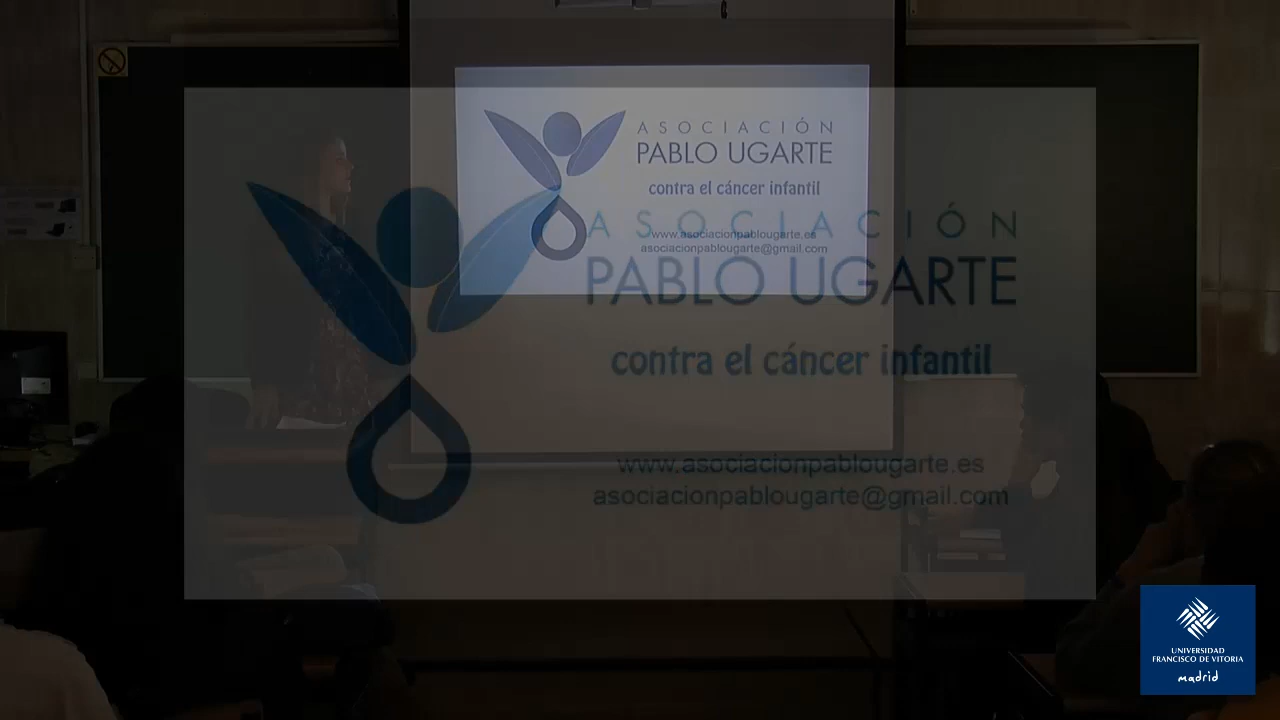 ASOCIACIÓN
PABLO UGARTE
contra el cáncer infantil
www.asociacionpablougarte.es
asociacionpablougarte@gmail.com
ASOCIACIÓN
PABLO UGARTE
contra el cáncer infantil
www.asociacionpablougarte.es
asociacionpablougarte@gmail.com
UNIVERSIDAD
FRANCISCO DE VITORIA
madrid